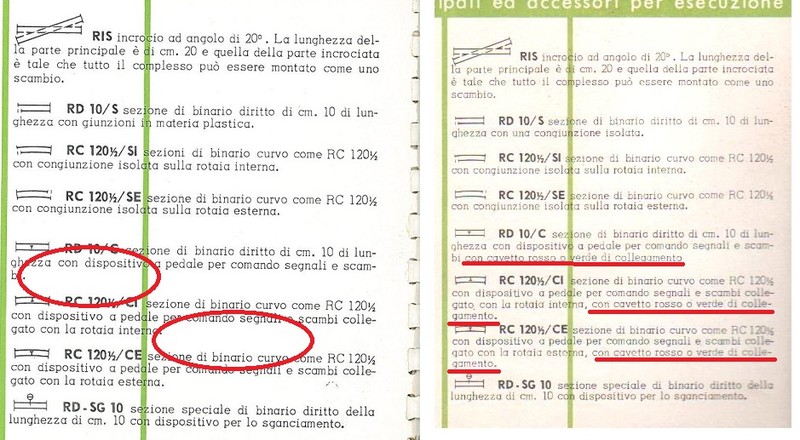 RIS incrocio ad angolo di 20°. La lunghezza del-
la parte principale è di cm. 20 e quella della parte incrociata
è tale che tutto il complesso può essere montato come uno
scambio.
RD 10/S sezione di binario diritto di cm. 10 di lun-
ghezza con giunzioni in materia plastica.
RC 120½/SI sezioni di binario curvo come RC 120½
con congiunzione isolata sulla rotaia interna.
RC 120½/SE sezione di binario curvo come RC 120½
con congiunzione isolata sulla rotaia esterna.
RD 10/C sezione di binario diritto di cm. 10 di lun-
ghezza con dispositivo a pedale per comando segnali e scam-
bi.
RC 120½/CI sezione di binario curvo come RC 120½
con dispositivo a pedale per comando segnali e scambi colle-
gato con la rotaia interna.
RC 120½/CE sezione di binario curvo come RC 120½
con dispositivo a pedale per comando segnali e scambi colle-
gato con la rotaia esterna.
RD-SG 10 sezione speciale di binario diritto della
lunghezza di cm. 10 con dispositivo per lo sganciamento.
ipali ed accessori per esecuzione
RIS incrocio ad angolo di 20°. La lunghezza del-
la parte principale è di cm. 20 e quella della parte incrociata
è tale che tutto il complesso può essere montato come uno
scambio.
RD 10/S sezione di binario diritto di cm. 10 di lun-
ghezza con una congiunzione isolata.
RC 120½/SI sezione di binario curvo come RC 120½
con congiunzione isolata sulla rotaia interna.
RC 120½/SE sezione di binario curvo come RC 120½
con congiunzione isolata sulla rotaia esterna.
RD 10/C sezione di binario diritto di cm. 10 di lun-
ghezza con dispositivo a pedale per comando segnali e scam-
bi con cavetto rosso o verde di collegamento
RC 120½/CI sezione di binario curvo come RC 120½
con dispositivo a pedale per comando segnali e scambi colle-
gato con la rotaia interna, con cavetto rosso o verde di colle-
gamento.
RC 120½/CE sezione di binario curvo come RC 120½
con dispositivo a pedale per comando segnali e scambi colle-
gato con la rotaia esterna, con cavetto rosso o verde di colle-
gamento.
RD-SG 10 sezione speciale di binario diritto della
lunghezza di cm. 10 con dispositivo per lo sganciamento.